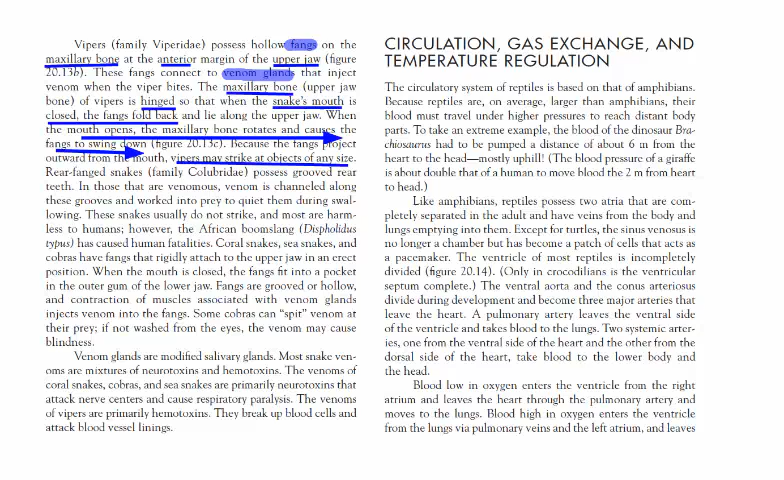 Vipers (family Viperidae) possess hollow fangs on the
maxillary bone at the anterior margin of the upper jaw (figure
20.13b). These fangs connect to venom glands that inject
venom when the viper bites. The maxillary bone (upper jaw
bone) of vipers is hinged so that when the snake's mouth is
closed, the fangs fold back and lie along the upper jaw. When
the mouth opens, the maxillary bone rotates and causes the
fangs to swing down (figure 20.13c). Because the fangs project
outward from the mouth, vipers may strike at objects of any size.
Rear-fanged snakes (family Colubridae) possess grooved rear
teeth. In those that are venomous, venom is channeled along
these grooves and worked into prey to quiet them during swal-
lowing. These snakes usually do not strike, and most are harm-
less to humans; however, the African boomslang (Dispholidus
typus) has caused human fatalities. Coral snakes, sea snakes, and
cobras have fangs that rigidly attach to the upper jaw in an erect
position. When the mouth is closed, the fangs fit into a pocket
in the outer gum of the lower jaw. Fangs are grooved or hollow,
and contraction of muscles associated with venom glands
injects venom into the fangs. Some cobras can "spit" venom at
their prey; if not washed from the eyes, the venom may cause
blindness.
Venom glands are modified salivary glands. Most snake ven-
oms are mixtures of neurotoxins and hemotoxins. The venoms of
coral snakes, cobras, and sea snakes are primarily neurotoxins that
attack nerve centers and cause respiratory paralysis. The venoms
of vipers are primarily hemotoxins. They break up blood cells and
attack blood vessel linings.
CIRCULATION, GAS EXCHANGE, AND
TEMPERATURE REGULATION
The circulatory system of reptiles is based on that of amphibians.
Because reptiles are, on average, larger than amphibians, their
blood must travel under higher pressures to reach distant body
parts. To take an extreme example, the blood of the dinosaur Bra-
chiosaurus had to be pumped a distance of about 6 m from the
heart to the head—mostly uphill! (The blood pressure of a giraffe
is about double that of a human to move blood the 2 m from heart
to head.)
Like amphibians, reptiles possess two atria that are com-
pletely separated in the adult and have veins from the body and
lungs emptying into them. Except for turtles, the sinus venosus is
no longer a chamber but has become a patch of cells that acts as
a pacemaker. The ventricle of most reptiles is incompletely
divided (figure 20.14). (Only in crocodilians is the ventricular
septum complete.) The ventral aorta and the conus arteriosus
divide during development and become three major arteries that
leave the heart. A pulmonary artery leaves the ventral side
of the ventricle and takes blood to the lungs. Two systemic arter-
ies, one from the ventral side of the heart and the other from the
dorsal side of the heart, take blood to the lower body and
the head.
Blood low in oxygen enters the ventricle from the right
atrium and leaves the heart through the pulmonary artery and
moves to the lungs. Blood high in oxygen enters the ventricle
from the lungs via pulmonary veins and the left atrium, and leaves